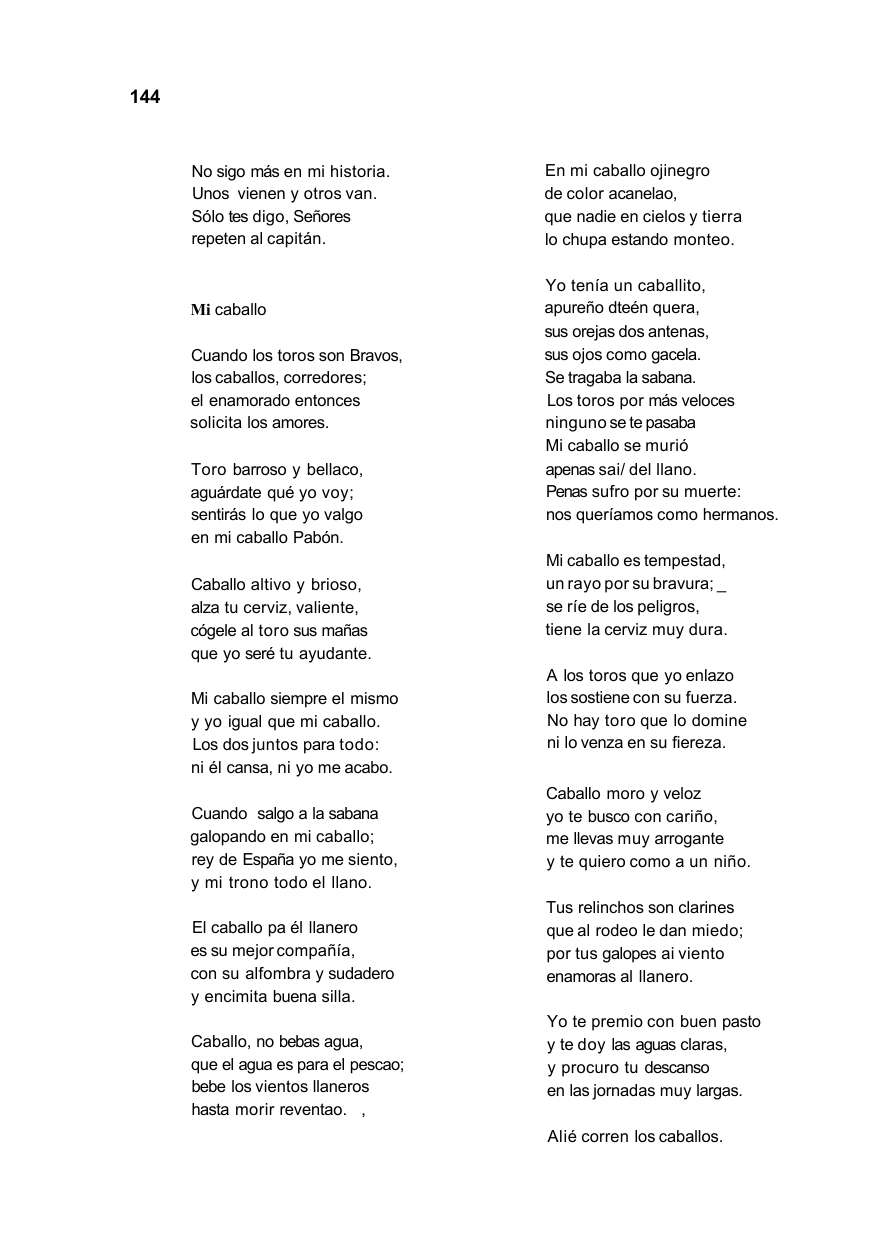 144
No sigo más en mi historia.
Unos vienen y otros van.
Sólo tes digo, Señores
repeten al capitán.
Mi caballo
Cuando los toros son Bravos,
los caballos, corredores;
el enamorado entonces
solicita los amores.
Toro barroso y bellaco,
aguárdate qué yo voy;
sentirás lo que yo valgo
en mi caballo Pabón.
Caballo altivo y brioso,
alza tu cerviz, valiente,
cógele al toro sus mañas
que yo seré tu ayudante.
Mi caballo siempre el mismo
y yo igual que mi caballo.
Los dos juntos para todo:
ni él cansa, ni yo me acabo.
Cuando salgo a la sabana
galopando en mi caballo;
rey de España yo me siento,
y mi trono todo el llano.
El caballo pa él llanero
es su mejor compañía,
con su alfombra y sudadero
y encimita buena silla.
Caballo, no bebas agua,
que el agua es para el pescao;
bebe los vientos llaneros
hasta morir reventao. ,
En mi caballo ojinegro
de color acanelao,
que nadie en cielos y tierra
lo chupa estando monteo.
Yo tenía un caballito,
apureño dteén quera,
sus orejas dos antenas,
sus ojos como gacela.
Se tragaba la sabana.
Los toros por más veloces
ninguno se te pasaba
Mi caballo se murió
apenas sai/ del llano.
Penas sufro por su muerte:
nos queríamos como hermanos.
Mi caballo es tempestad,
un rayo por su bravura; _
se ríe de los peligros,
tiene la cerviz muy dura.
A los toros que yo enlazo
los sostiene con su fuerza.
No hay toro que lo domine
ni lo venza en su fiereza.
Caballo moro y veloz
yo te busco con cariño,
me llevas muy arrogante
y te quiero como a un niño.
Tus relinchos son clarines
que al rodeo le dan miedo;
por tus galopes ai viento
enamoras al llanero.
Yo te premio con buen pasto
y te doy las aguas claras,
y procuro tu descanso
en las jornadas muy largas.
Alié corren los caballos.